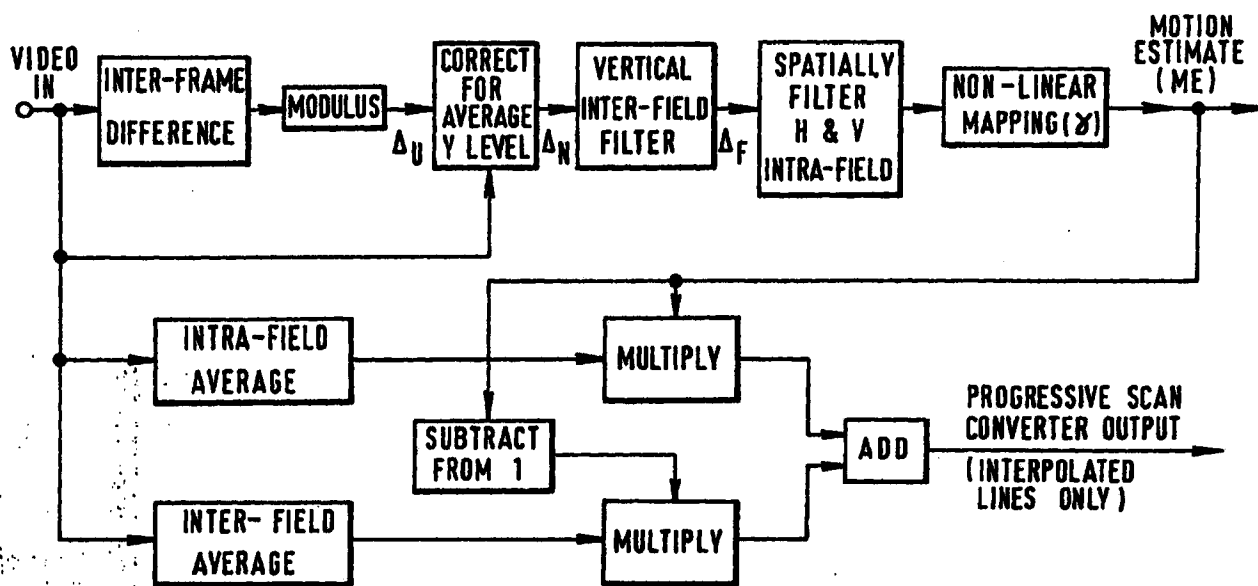 VIDEO
IN
INTER-FRAME
DIFFERENCE
MODULUS
Δ_U
CORRECT
FOR
AVERAGE
Y LEVEL
Δ_N
VERTICAL
INTER-FIELD
FILTER
Δ_F
SPATIALLY
FILTER
H & V
INTRA-FIELD
NON-LINEAR
MAPPING(γ)
MOTION
ESTIMATE
(ME)
INTRA-FIELD
AVERAGE
MULTIPLY
SUBTRACT
FROM 1
INTER-FIELD
AVERAGE
MULTIPLY
ADD
PROGRESSIVE SCAN
CONVERTER OUTPUT
(INTERPOLATED
LINES ONLY)